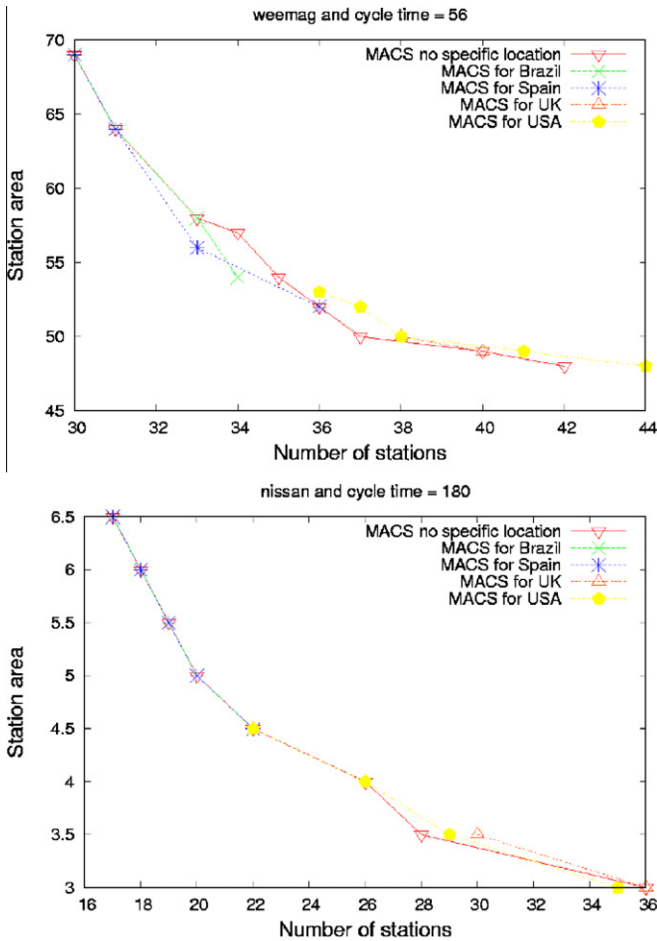 weemag and cycle time = 56
70
65
60
55
50
45
Station area
MACS no specific location
MACS for Brazil
MACS for Spain
MACS for UK
MACS for USA
30 32 34 36 38 40 42 44
Number of stations
nissan and cycle time = 180
6.5
6
5.5
5
4.5
4
3.5
3
Station area
MACS no specific location
MACS for Brazil
MACS for Spain
MACS for UK
MACS for USA
16 18 20 22 24 26 28 30 32 34 36
Number of stations